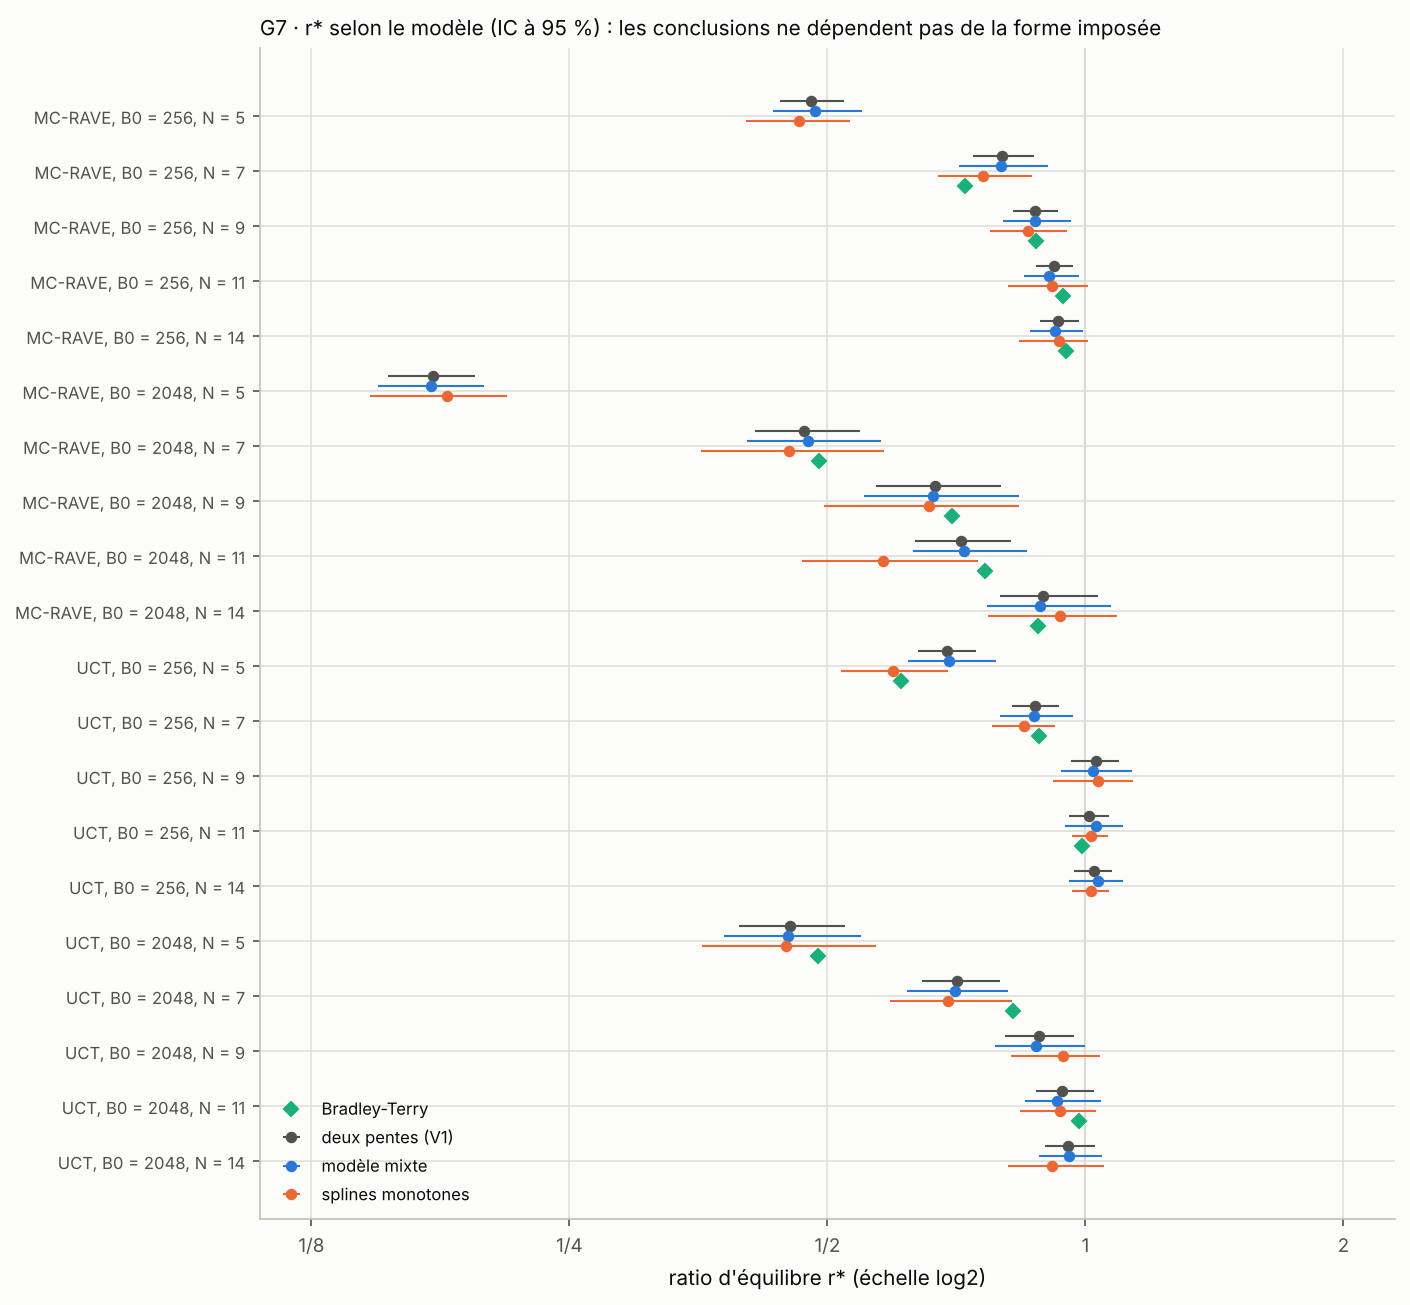 G7 · r* selon le modèle (IC à 95 %) : les conclusions ne dépendent pas de la forme imposée
MC-RAVE, B0 = 256, N = 5
MC-RAVE, B0 = 256, N = 7
MC-RAVE, B0 = 256, N = 9
MC-RAVE, B0 = 256, N = 11
MC-RAVE, B0 = 256, N = 14
MC-RAVE, B0 = 2048, N = 5
MC-RAVE, B0 = 2048, N = 7
MC-RAVE, B0 = 2048, N = 9
MC-RAVE, B0 = 2048, N = 11
MC-RAVE, B0 = 2048, N = 14
UCT, B0 = 256, N = 5
UCT, B0 = 256, N = 7
UCT, B0 = 256, N = 9
UCT, B0 = 256, N = 11
UCT, B0 = 256, N = 14
UCT, B0 = 2048, N = 5
UCT, B0 = 2048, N = 7
UCT, B0 = 2048, N = 9
UCT, B0 = 2048, N = 11
UCT, B0 = 2048, N = 14
Bradley-Terry
deux pentes (V1)
modèle mixte
splines monotones
1/8 1/4 1/2 1 2
ratio d'équilibre r* (échelle log2)